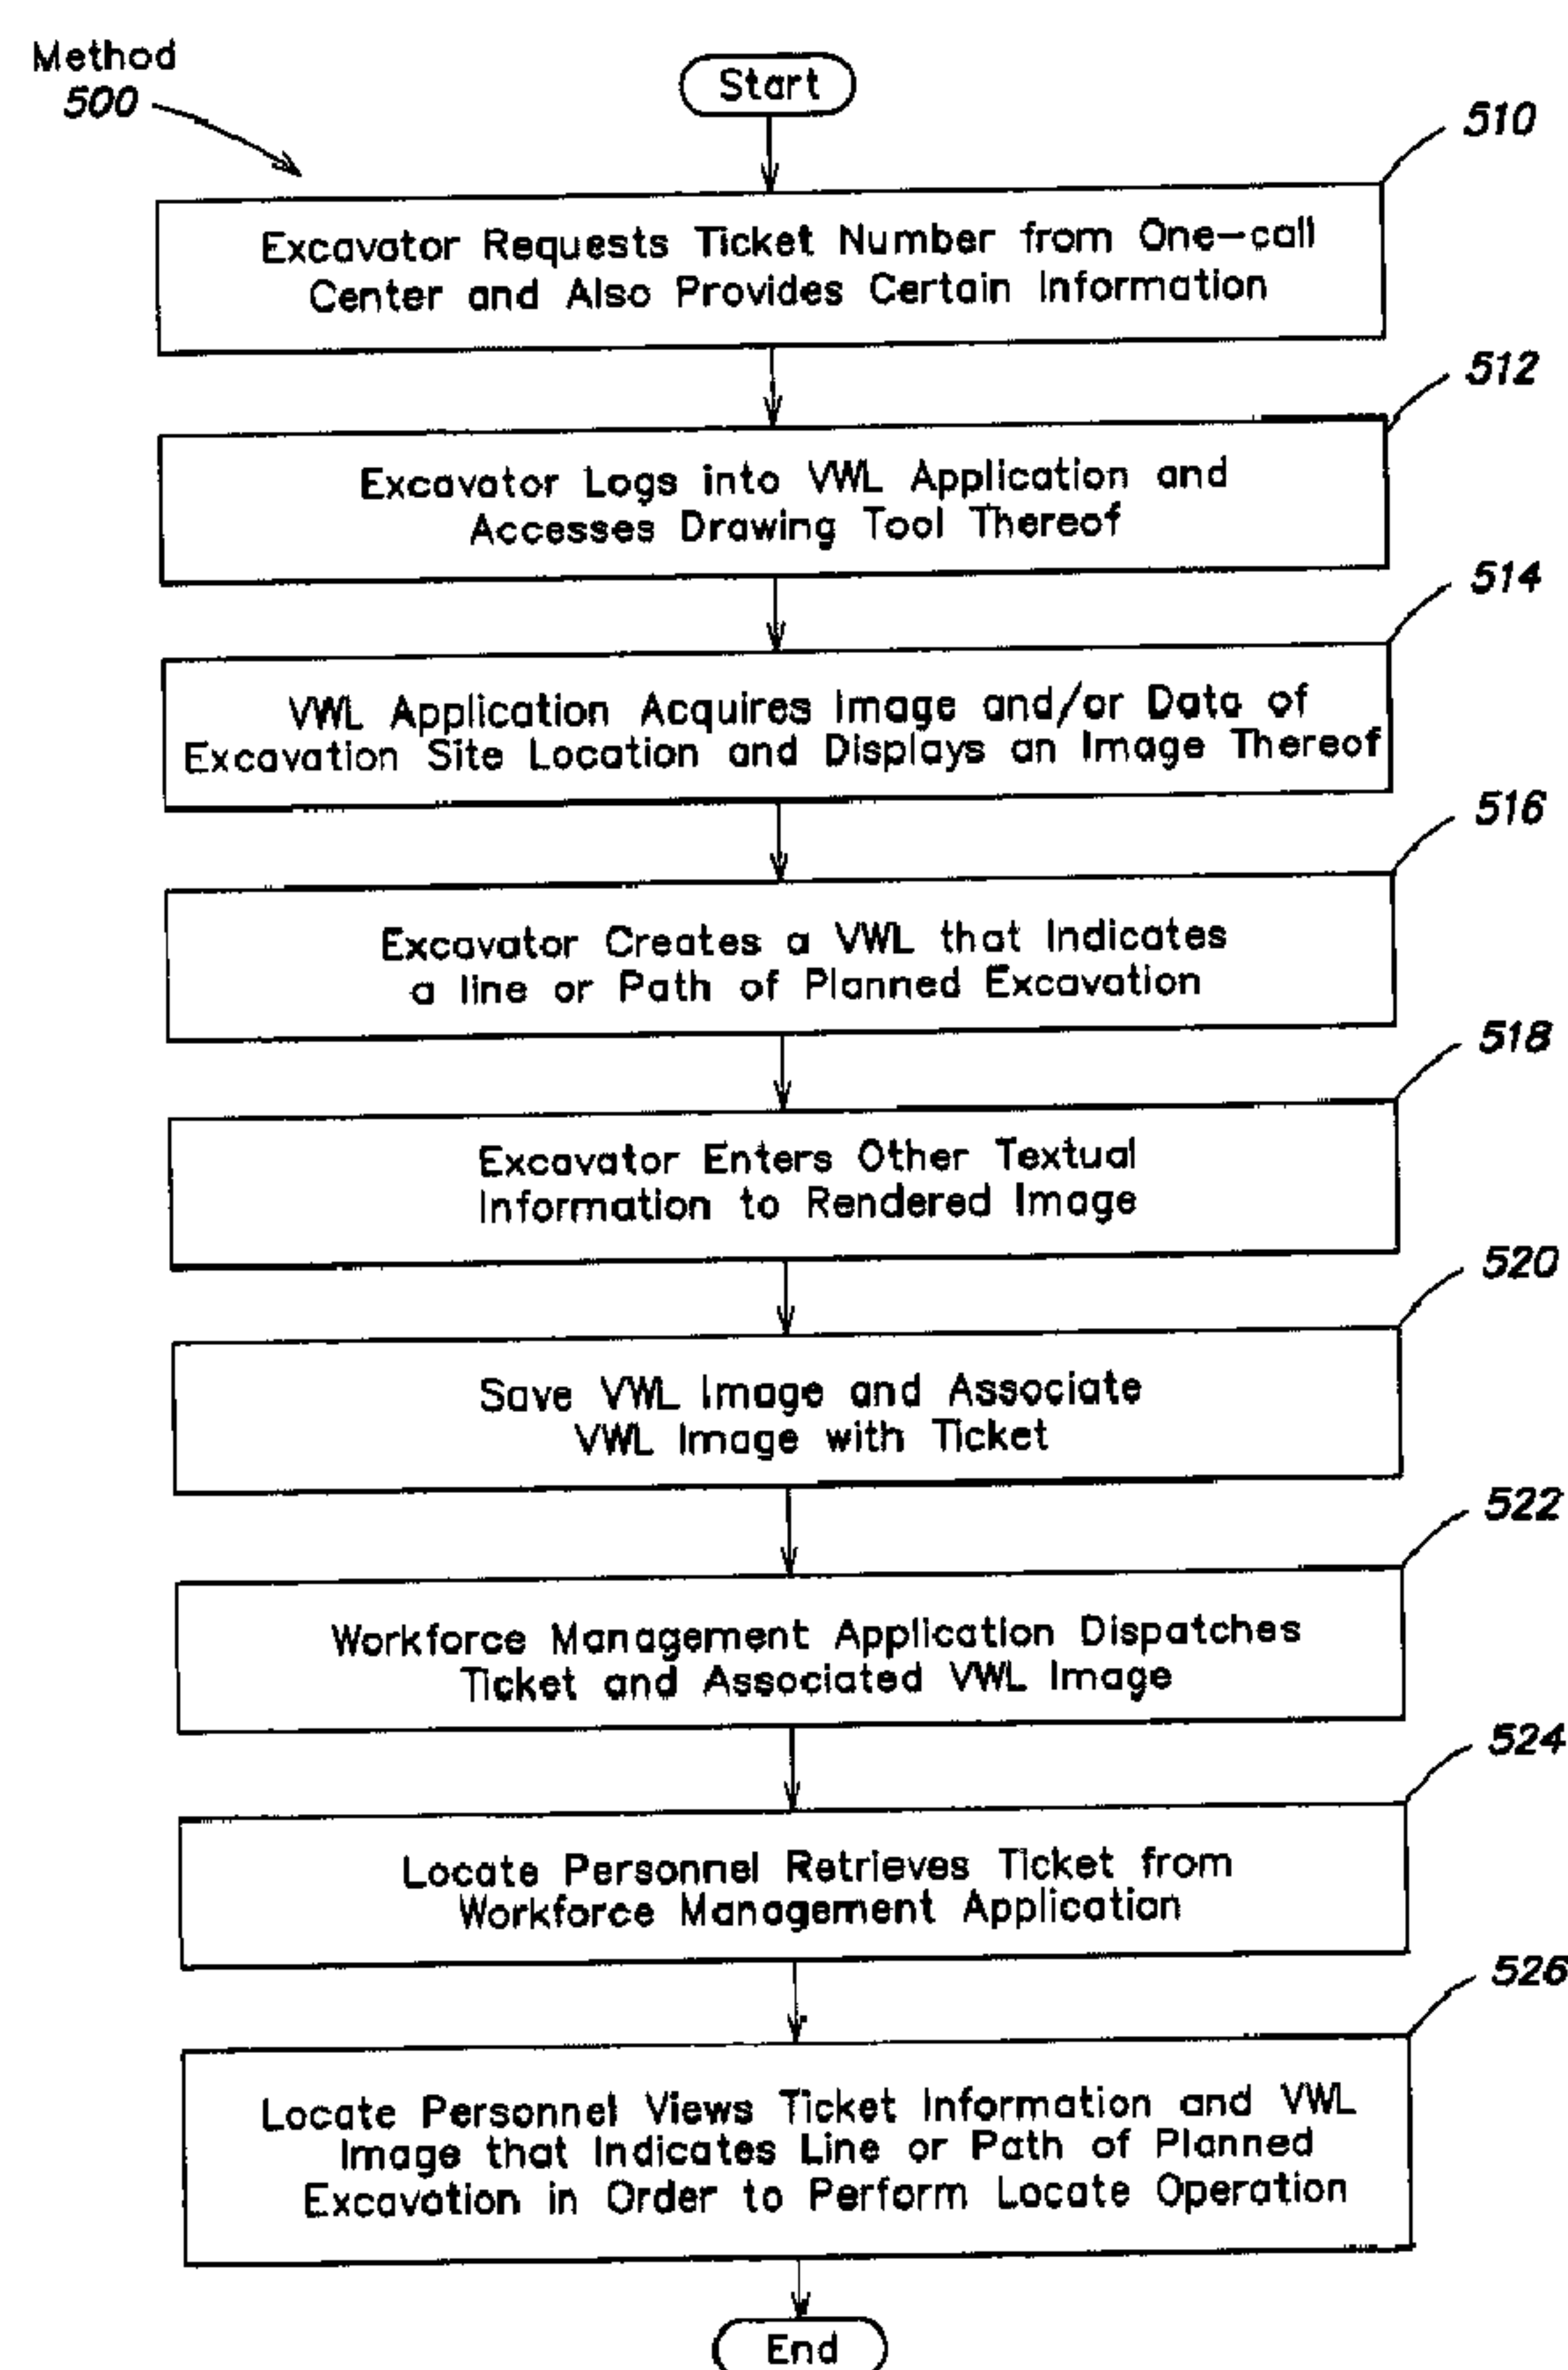 Method
500
Start
510
Excavator Requests Ticket Number from One-call
Center and Also Provides Certain Information
512
Excavator Logs into VWL Application and
Accesses Drawing Tool Thereof
514
VWL Application Acquires Image and/or Data of
Excavation Site Location and Displays an Image Thereof
516
Excavator Creates a VWL that Indicates
a line or Path of Planned Excavation
518
Excavator Enters Other Textual
Information to Rendered Image
520
Save VWL Image and Associate
VWL Image with Ticket
522
Workforce Management Application Dispatches
Ticket and Associated VWL Image
524
Locate Personnel Retrieves Ticket from
Workforce Management Application
526
Locate Personnel Views Ticket Information and VWL
Image that Indicates Line or Path of Planned
Excavation in Order to Perform Locate Operation
End